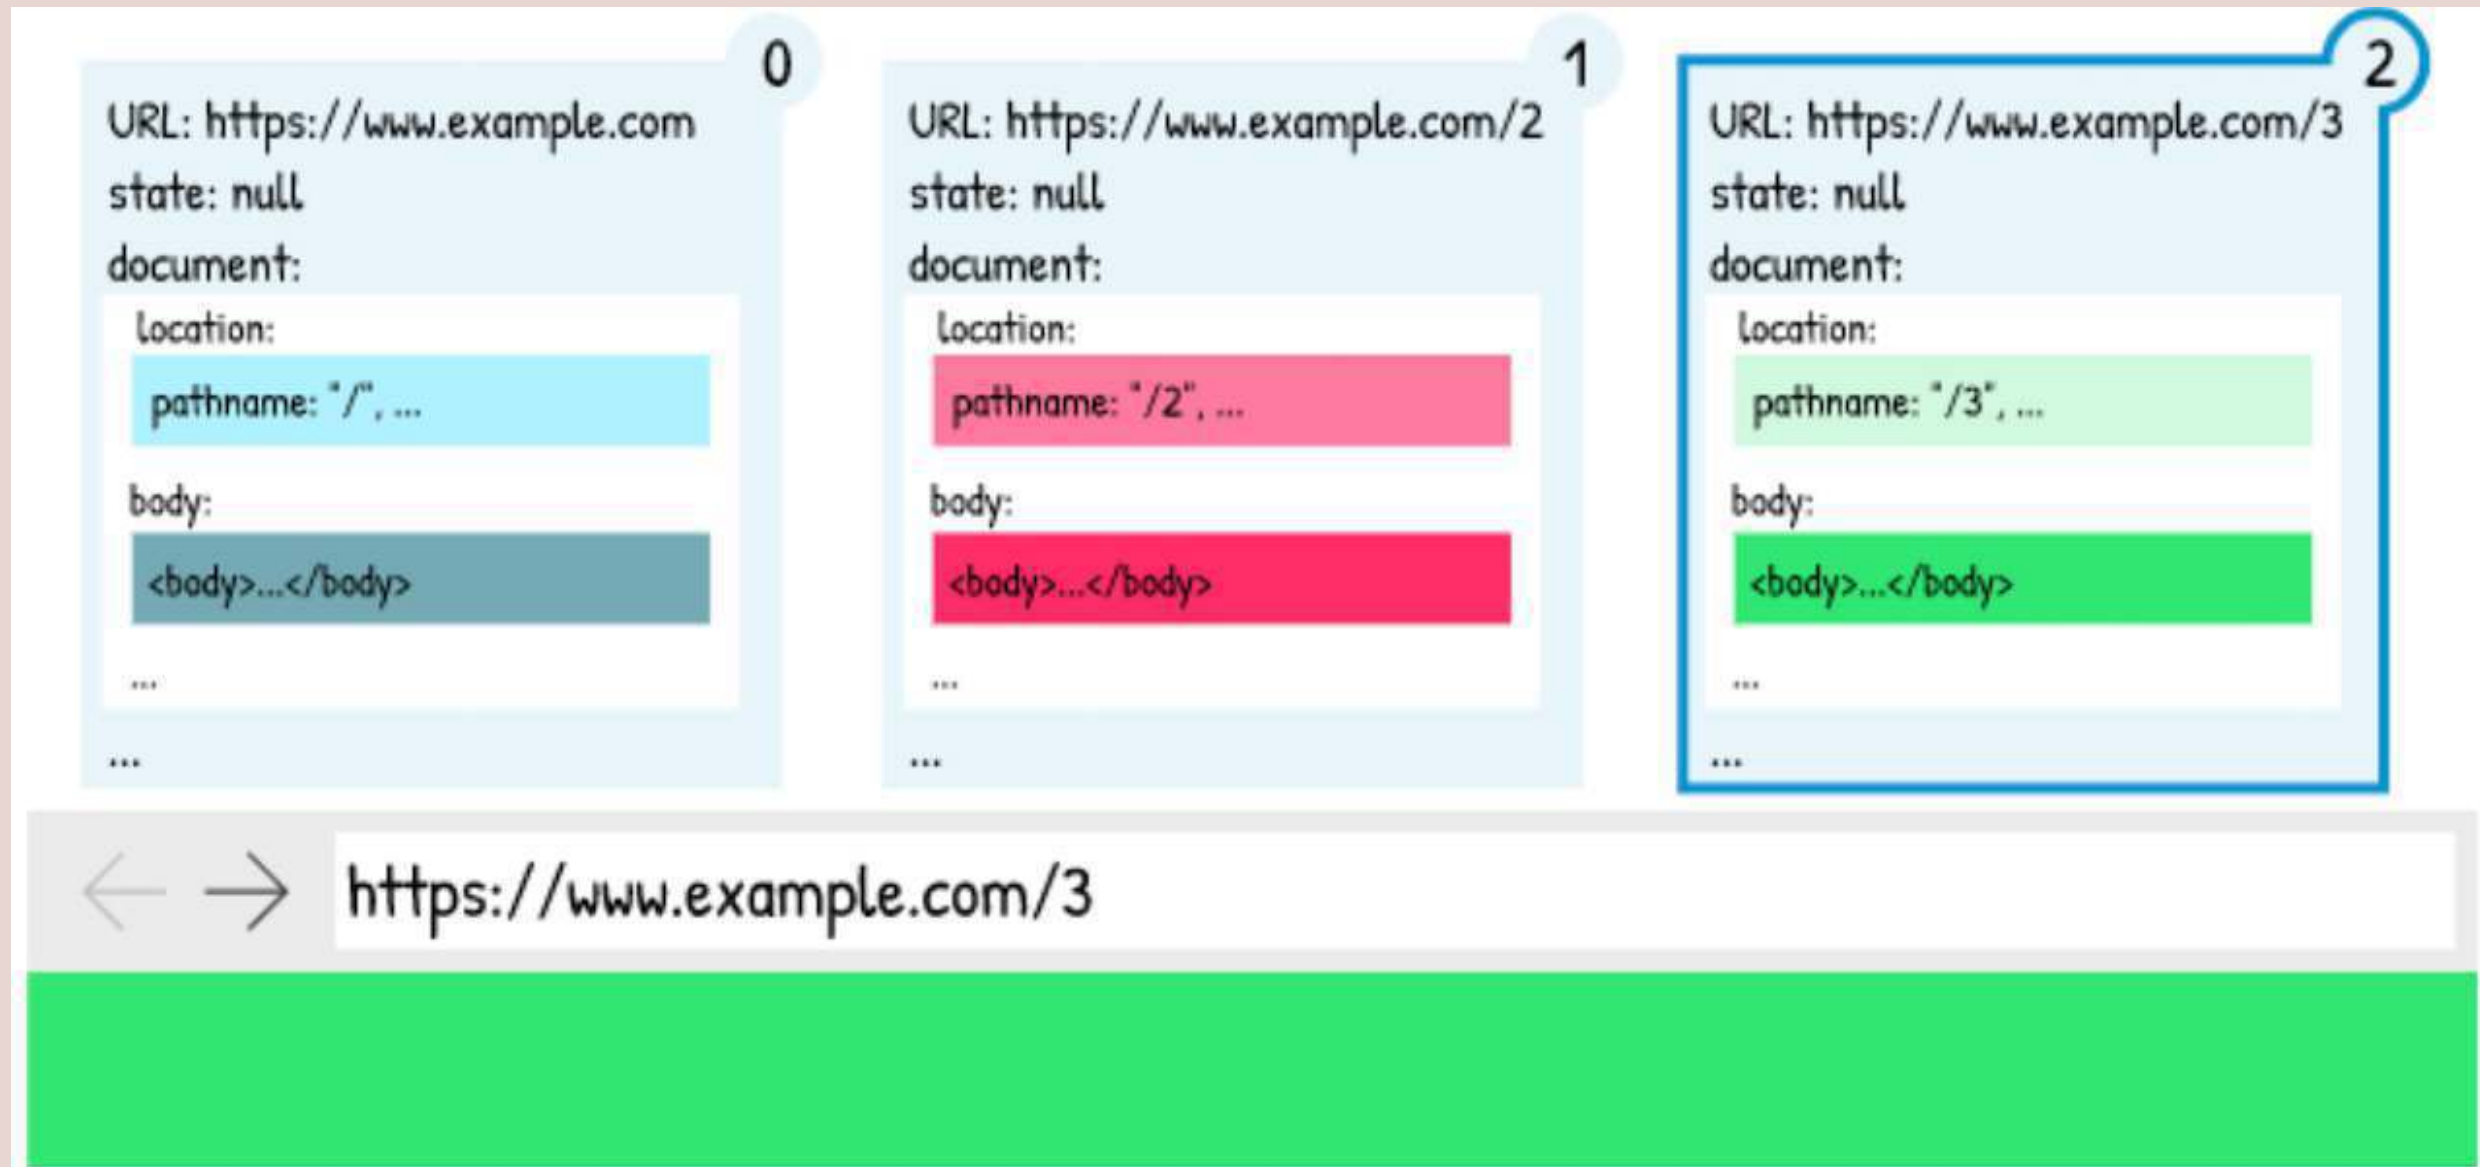 0
URL: https://www.example.com
state: null
document:
location:
pathname: "/", ...
body:
<body>...</body>
...
...
1
URL: https://www.example.com/2
state: null
document:
location:
pathname: "/2", ...
body:
<body>...</body>
...
...
2
URL: https://www.example.com/3
state: null
document:
location:
pathname: "/3", ...
body:
<body>...</body>
...
...
https://www.example.com/3